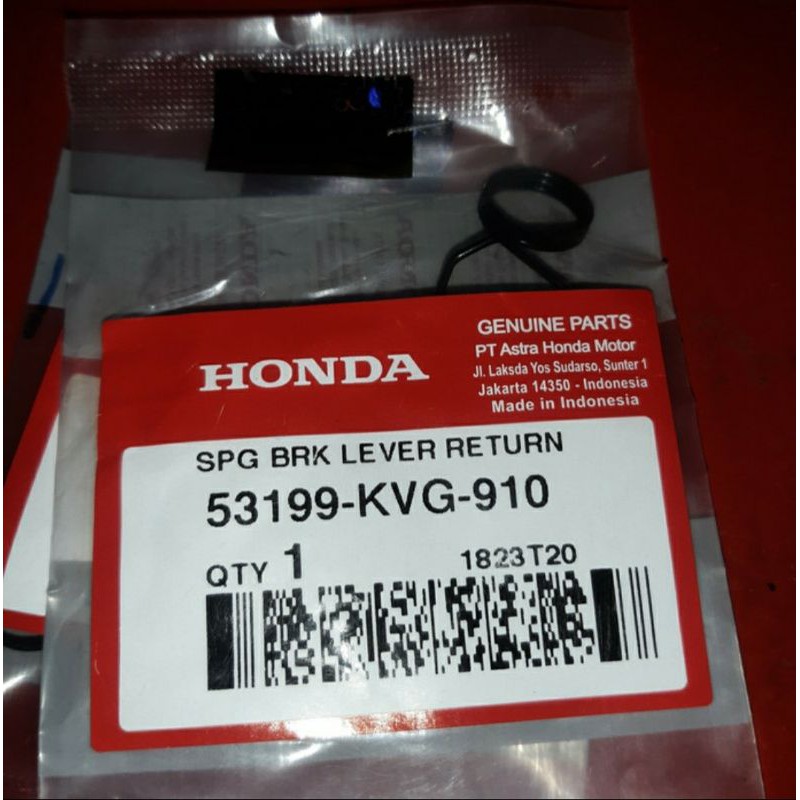 HONDA
GENUINE PARTS
PT Astra Honda Motor
Jl. Laksda Yos Sudarso, Sunter 1
Jakarta 14350 - Indonesia
Made in Indonesia
SPG BRK LEVER RETURN
53199-KVG-910
QTY 1
1823T20